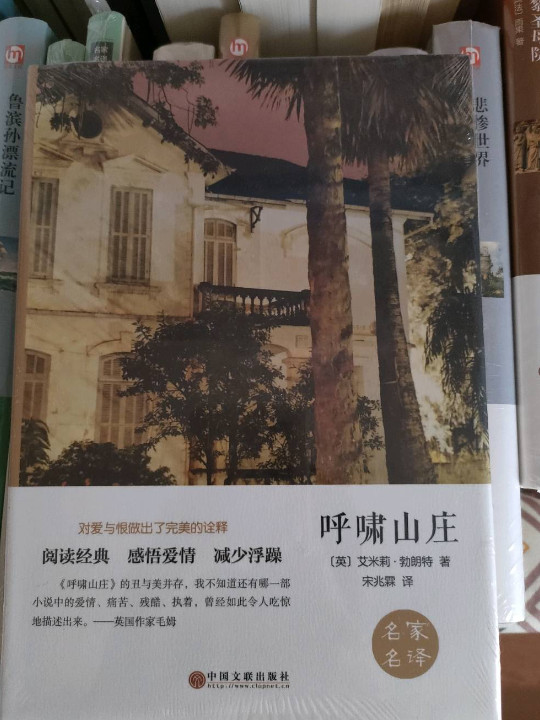 对爱与恨做出了完美的诠释
阅读经典 感悟爱情 减少浮躁
《呼啸山庄》的丑与美并存，我不知道还有哪一部
小说中的爱情、痛苦、残酷、执着，曾经如此令人吃惊
地描述出来。——英国作家毛姆
呼啸山庄
［英］艾米莉·勃朗特 著
宋兆霖 译
名家
名译
中国文联出版社
http://www.clapnet.cn
鲁滨孙漂流记
悲惨世界